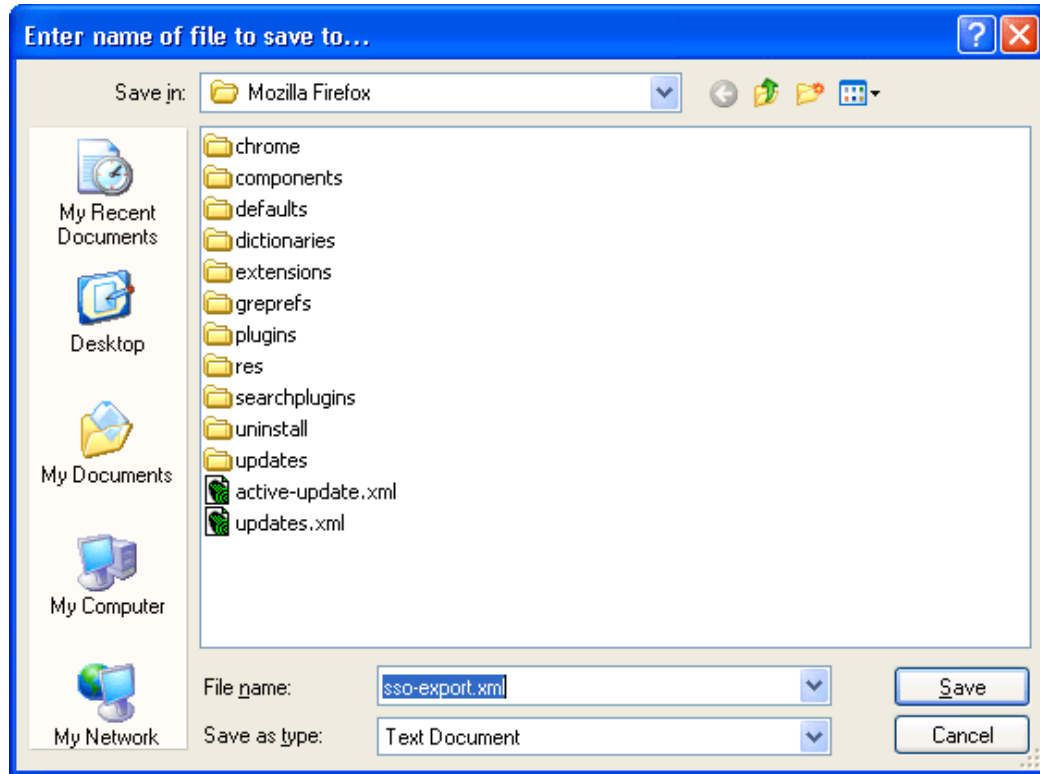 Enter name of file to save to...
Save in:
Mozilla Firefox
My Recent
Documents
Desktop
My Documents
My Computer
My Network
chrome
components
defaults
dictionaries
extensions
greprefs
plugins
res
searchplugins
uninstall
updates
active-update.xml
updates.xml
File name:
sso-export.xml
Save
Save as type:
Text Document
Cancel